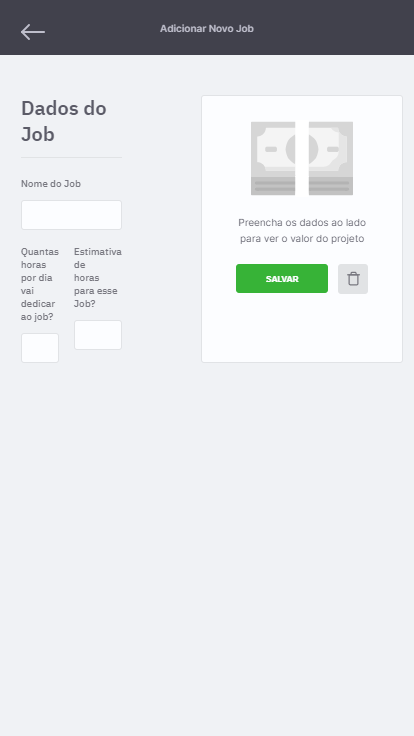 Adicionar Novo Job
Dados do
Job
Nome do Job
Quantas
horas
por dia
vai
dedicar
ao job?
Estimativa
de
horas
para esse
Job?
Preencha os dados ao lado
para ver o valor do projeto
SALVAR